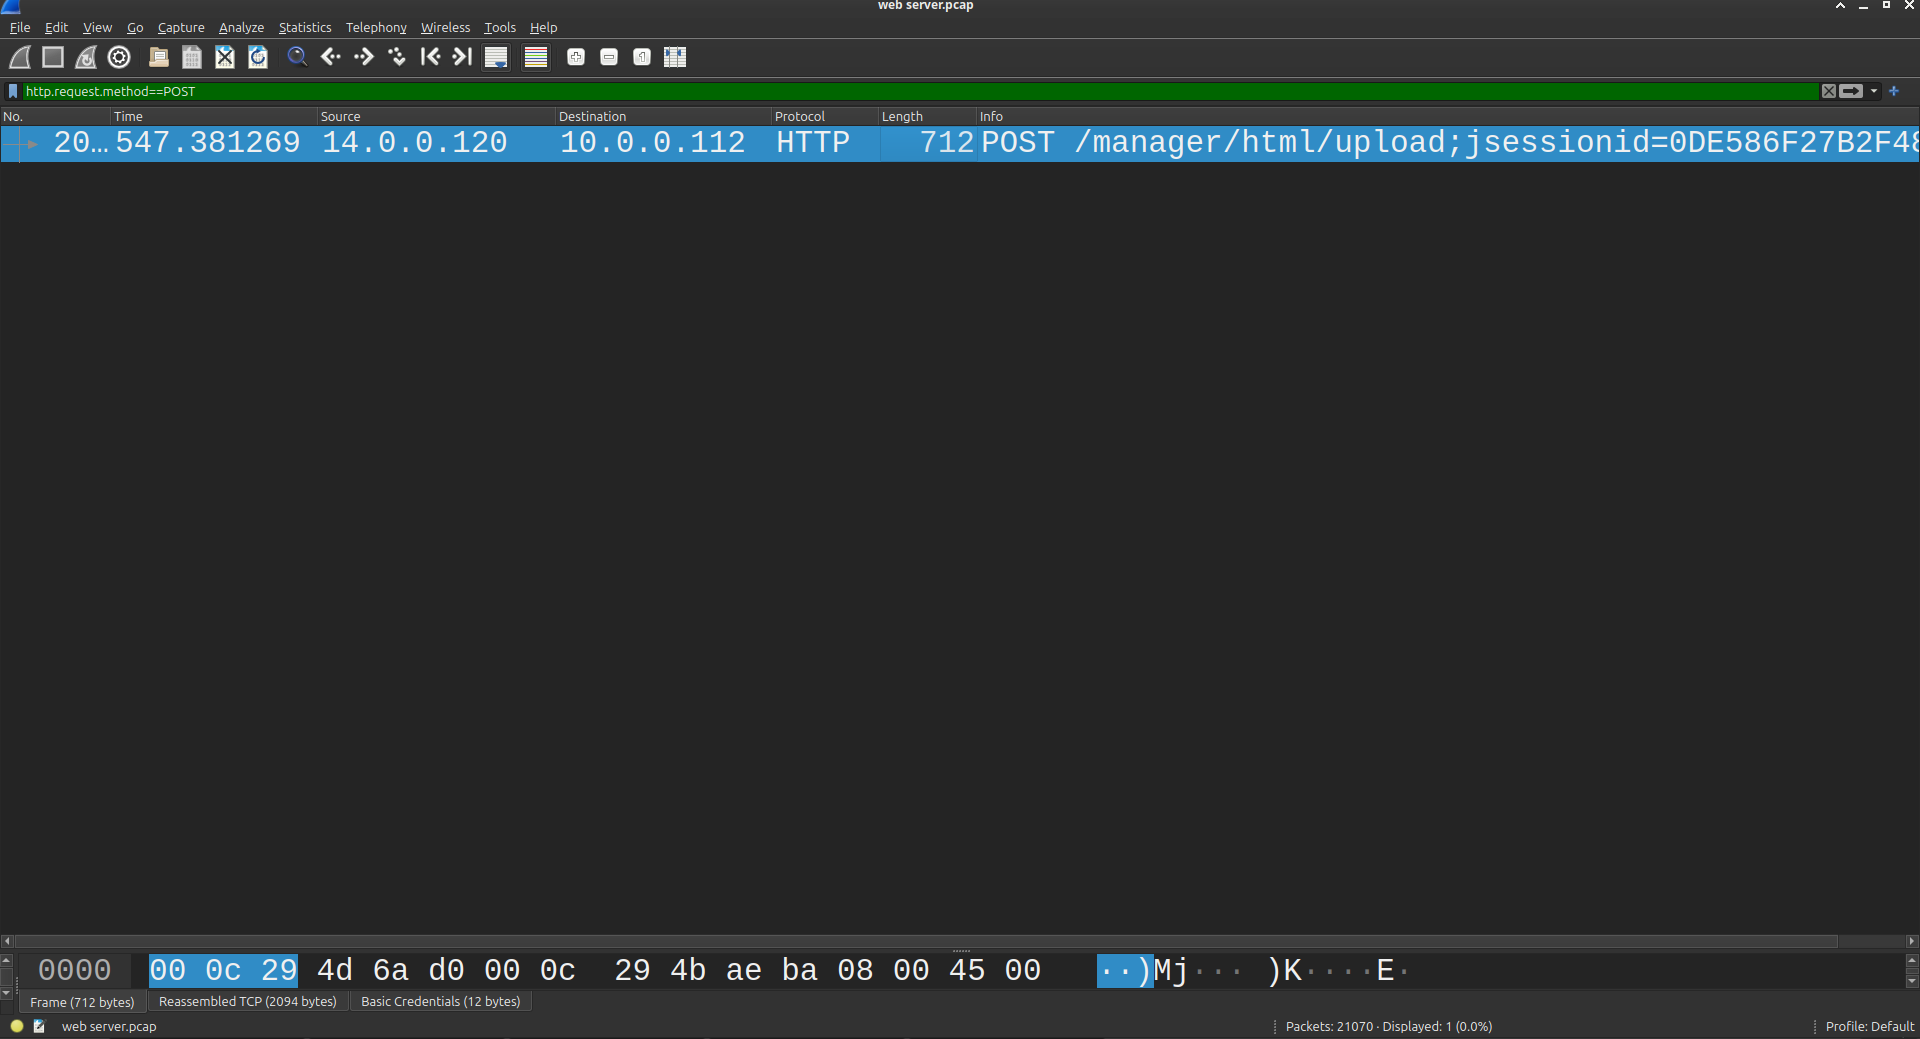 web server.pcap
File Edit View Go Capture Analyze Statistics Telephony Wireless Tools Help
http.request.method==POST
No. Time Source Destination Protocol Length Info
20… 547.381269 14.0.0.120 10.0.0.112 HTTP 712 POST /manager/html/upload;jsessionid=0DE586F27B2F48
0000 00 0c 29 4d 6a d0 00 0c 29 4b ae ba 08 00 45 00 ··)Mj··· )K····E·
Frame (712 bytes) Reassembled TCP (2094 bytes) Basic Credentials (12 bytes)
web server.pcap Packets: 21070 · Displayed: 1 (0.0%) Profile: Default